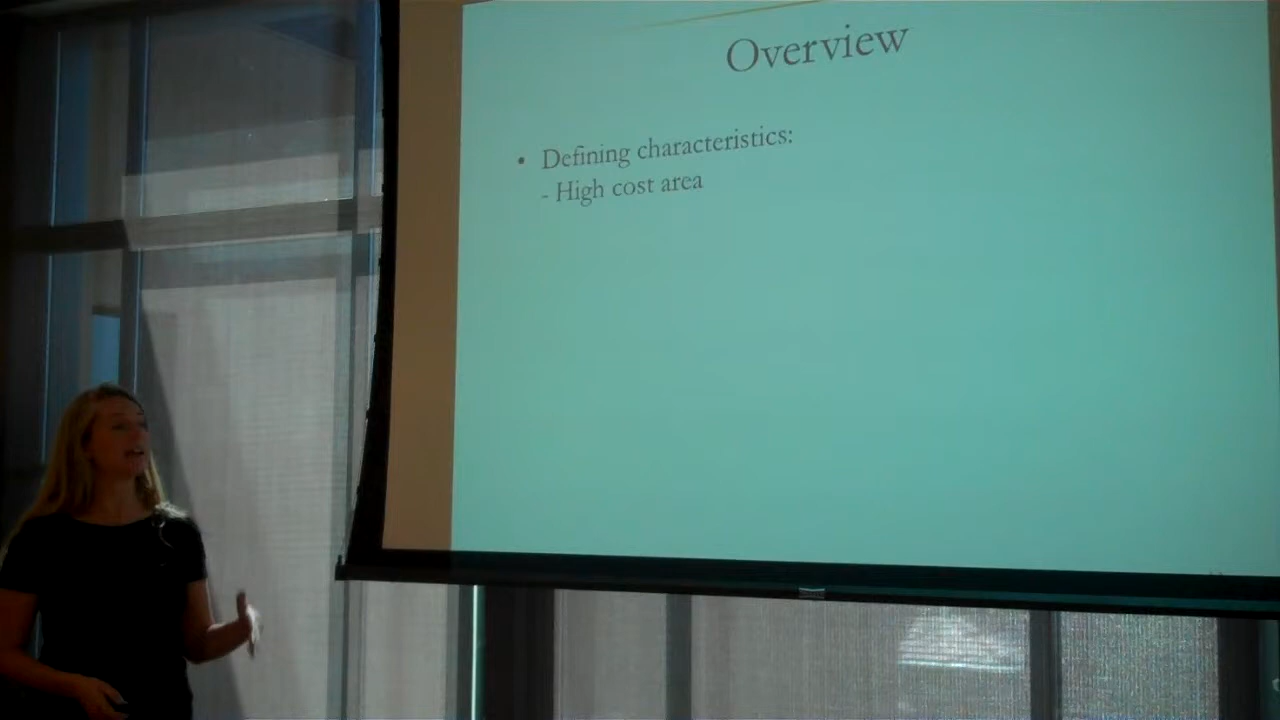 Overview
• Defining characteristics:
- High cost area